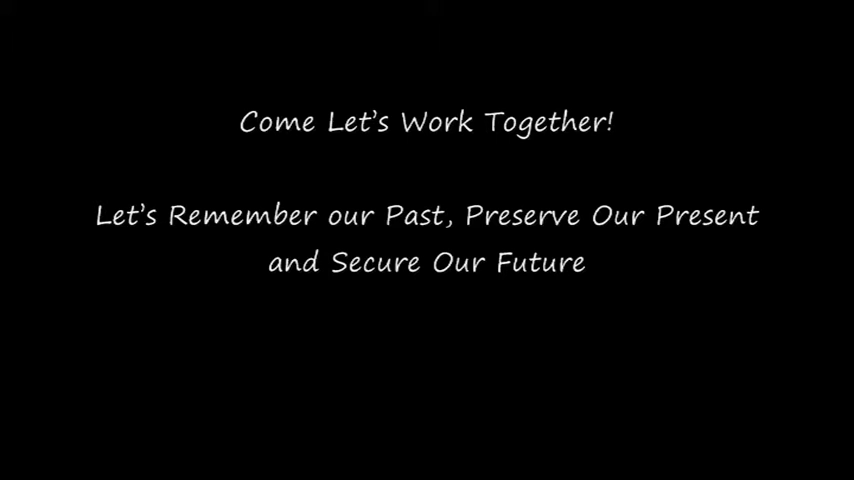 Come Let's Work Together!
Let's Remember our Past, Preserve Our Present
and Secure Our Future